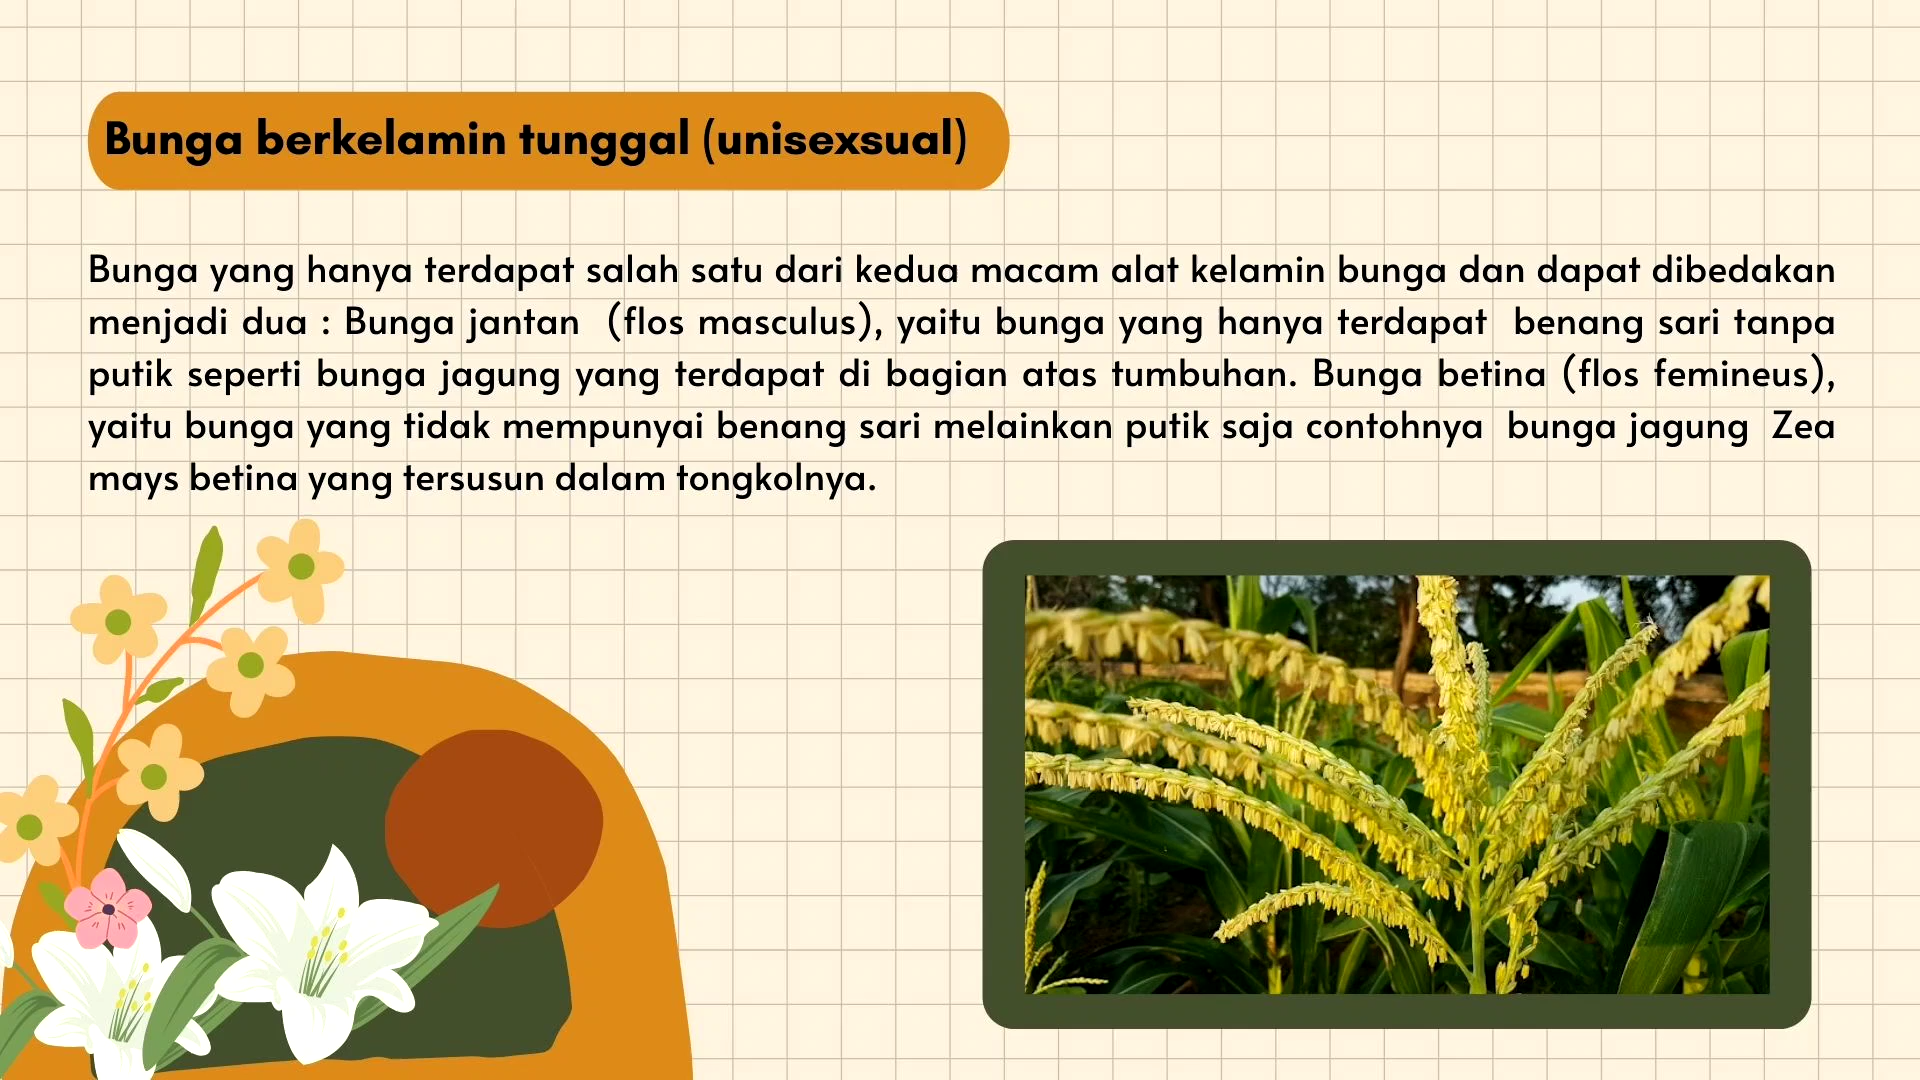 Bunga berkelamin tunggal (unisexsual)
Bunga yang hanya terdapat salah satu dari kedua macam alat kelamin bunga dan dapat dibedakan
menjadi dua : Bunga jantan (flos masculus), yaitu bunga yang hanya terdapat benang sari tanpa
putik seperti bunga jagung yang terdapat di bagian atas tumbuhan. Bunga betina (flos femineus),
yaitu bunga yang tidak mempunyai benang sari melainkan putik saja contohnya bunga jagung Zea
mays betina yang tersusun dalam tongkolnya.